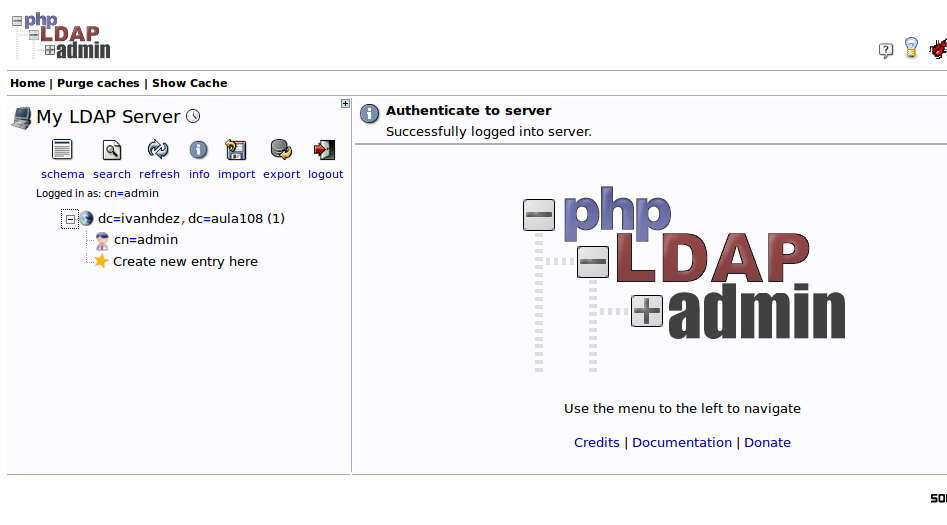 php
LDAP
admin
Home | Purge caches | Show Cache
My LDAP Server
schema search refresh info import export logout
Logged in as: cn=admin
dc=ivanhdez, dc=aula108 (1)
cn=admin
Create new entry here
Authenticate to server
Successfully logged into server.
php
LDAP
admin
Use the menu to the left to navigate
Credits | Documentation | Donate